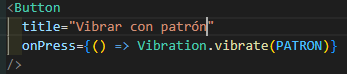 <Button
title="Vibrar con patrón"
onPress={() => Vibration.vibrate(PATRON)}
/>